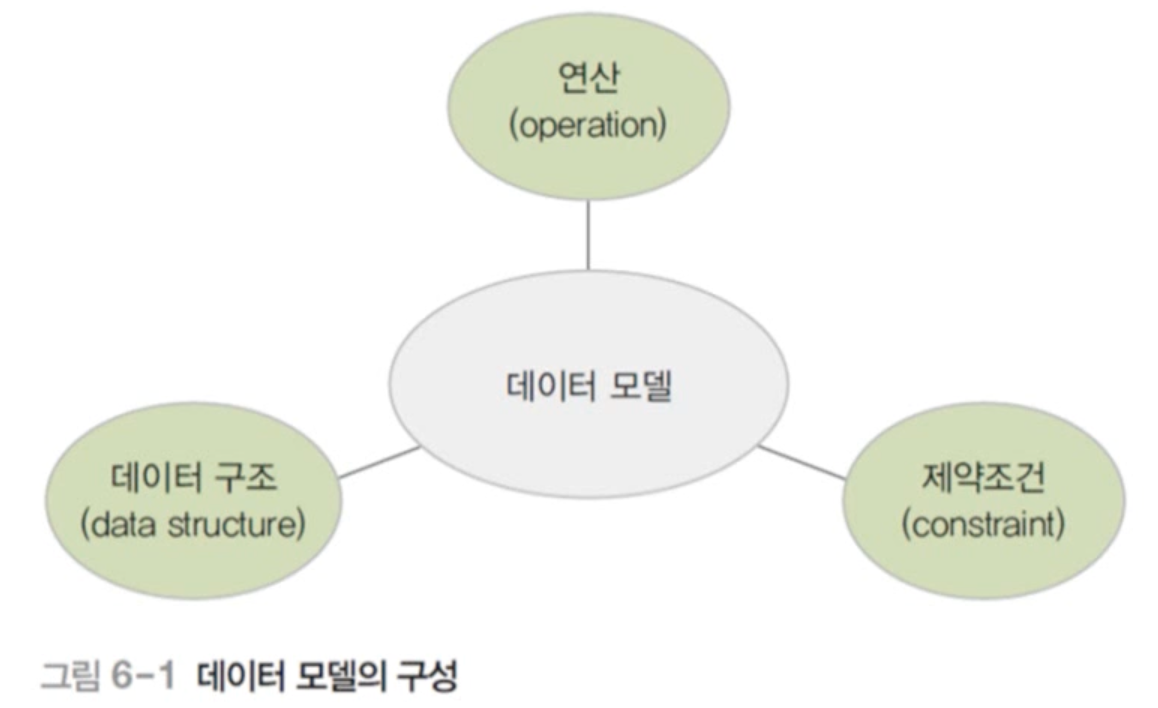 연산
(operation)
데이터 모델
데이터 구조
(data structure)
제약조건
(constraint)
그림 6-1 데이터 모델의 구성